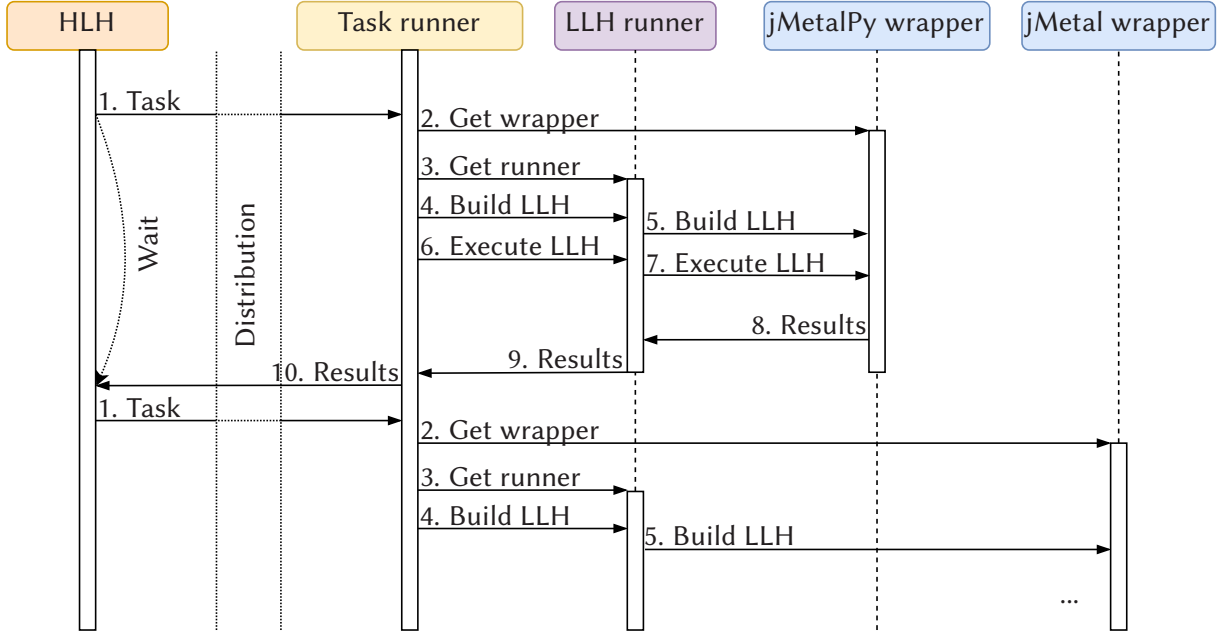 HLH
Task runner
LLH runner
jMetalPy wrapper
jMetal wrapper
1. Task
2. Get wrapper
3. Get runner
4. Build LLH
5. Build LLH
6. Execute LLH
7. Execute LLH
Wait
Distribution
8. Results
9. Results
10. Results
1. Task
2. Get wrapper
3. Get runner
4. Build LLH
5. Build LLH
...